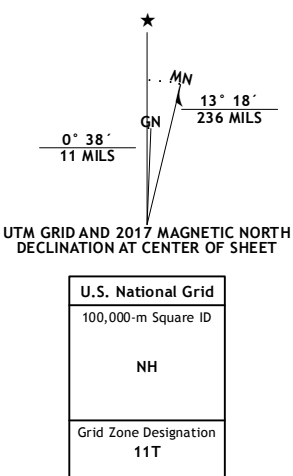 ★
MN
GN
13° 18´
236 MILS
0° 38´
11 MILS
UTM GRID AND 2017 MAGNETIC NORTH
DECLINATION AT CENTER OF SHEET
U.S. National Grid
100,000-m Square ID
NH
Grid Zone Designation
11T